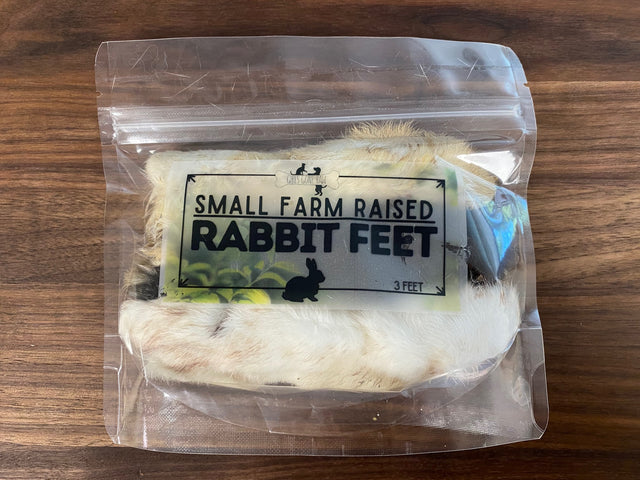 SMALL FARM RAISED
RABBIT FEET
3 FEET